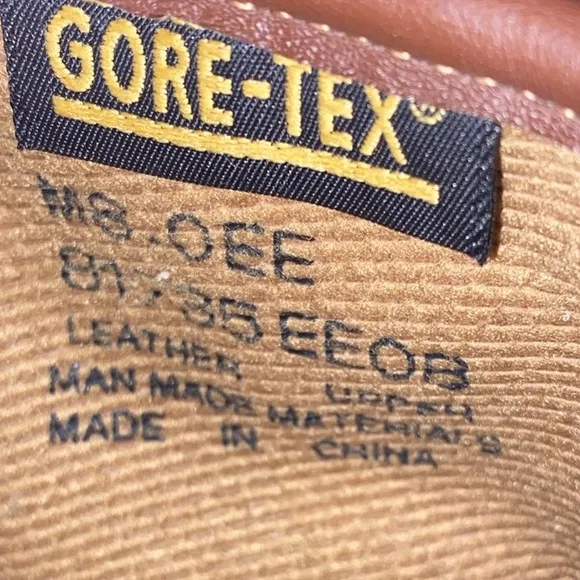 GORE-TEX®
M8.0EE
81735EE08
LEATHER UPPER
MAN MADE MATERIALS
MADE IN CHINA